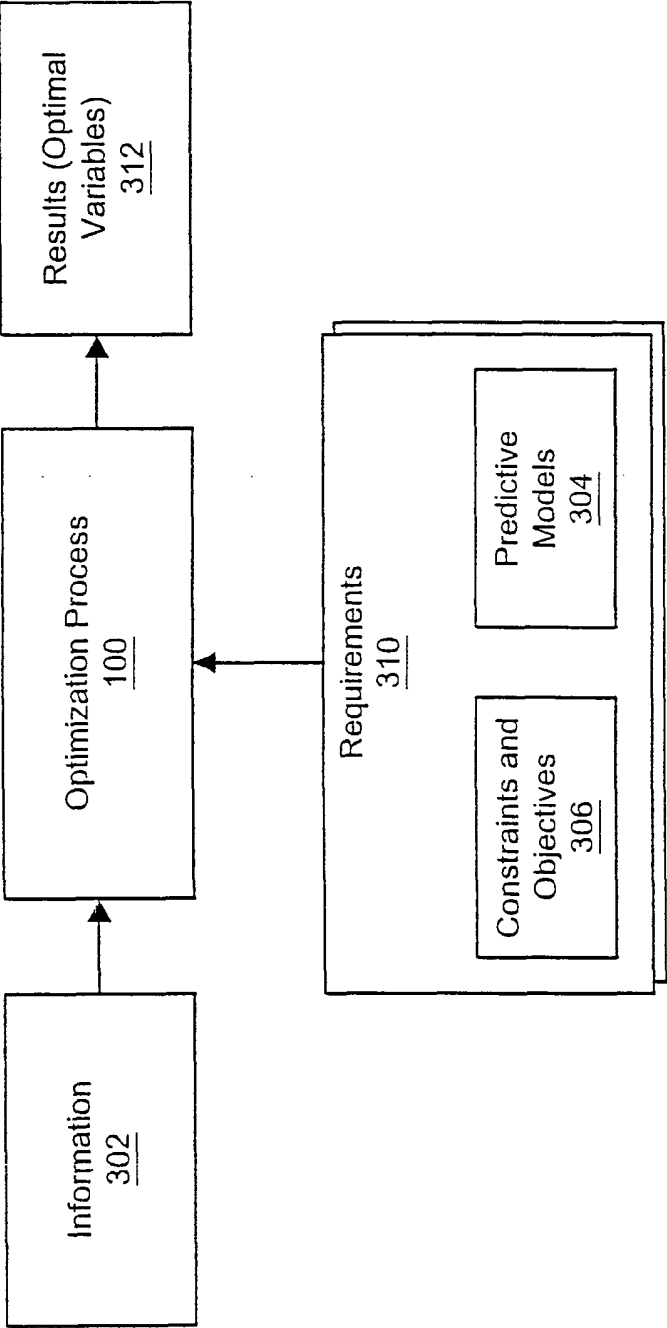 Information
302
Optimization Process
100
Results (Optimal
Variables)
312
Requirements
310
Constraints and
Objectives
306
Predictive
Models
304